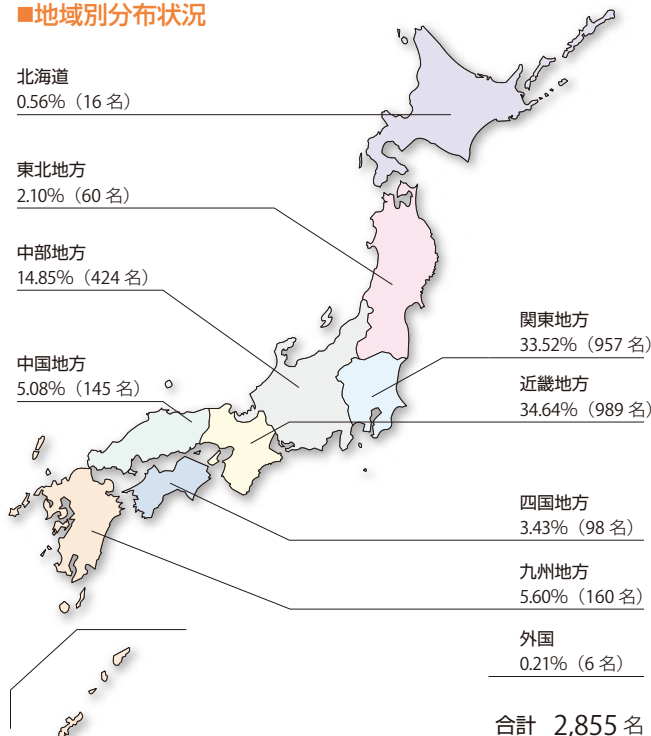 ■地域別分布状況
北海道
0.56%（16 名）
東北地方
2.10%（60 名）
中部地方
14.85%（424 名）
中国地方
5.08%（145 名）
関東地方
33.52%（957 名）
近畿地方
34.64%（989 名）
四国地方
3.43%（98 名）
九州地方
5.60%（160 名）
外国
0.21%（6 名）
合計 2,855 名